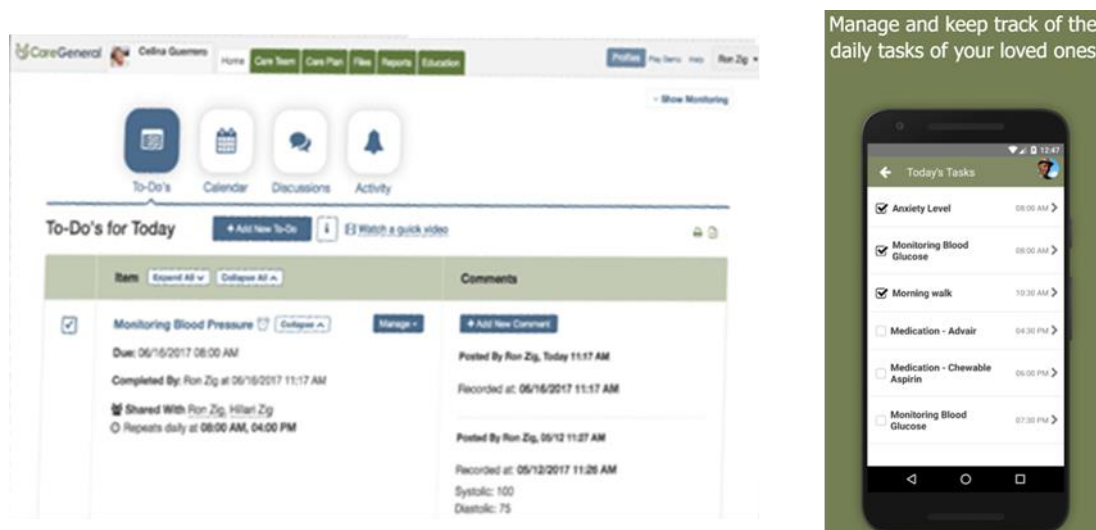 CareGeneral
Celina Guerrero
Home Care Team Care Plan Files Reports Education
Profiles Help Ron Zig
Show Monitoring
To-Do's Calendar Discussions Activity
To-Do's for Today + Add New To-Do i Watch a quick video
Item Expand All Collapse All Comments
Monitoring Blood Pressure Collapse Manage + Add New Comment
Due: 06/16/2017 08:00 AM
Posted By Ron Zig, Today 11:17 AM
Completed By: Ron Zig at 06/16/2017 11:17 AM
Recorded at: 06/16/2017 11:17 AM
Shared With Ron Zig, Hillari Zig
Repeats daily at 08:00 AM, 04:00 PM
Posted By Ron Zig, 05/12 11:27 AM
Recorded at: 05/12/2017 11:26 AM
Systolic: 100
Diastolic: 75
Manage and keep track of the
daily tasks of your loved ones
12:47
Today's Tasks
Anxiety Level 08:00 AM
Monitoring Blood
Glucose 08:00 AM
Morning walk 10:30 AM
Medication - Advair 04:30 PM
Medication - Chewable
Aspirin 06:00 PM
Monitoring Blood
Glucose 07:30 PM